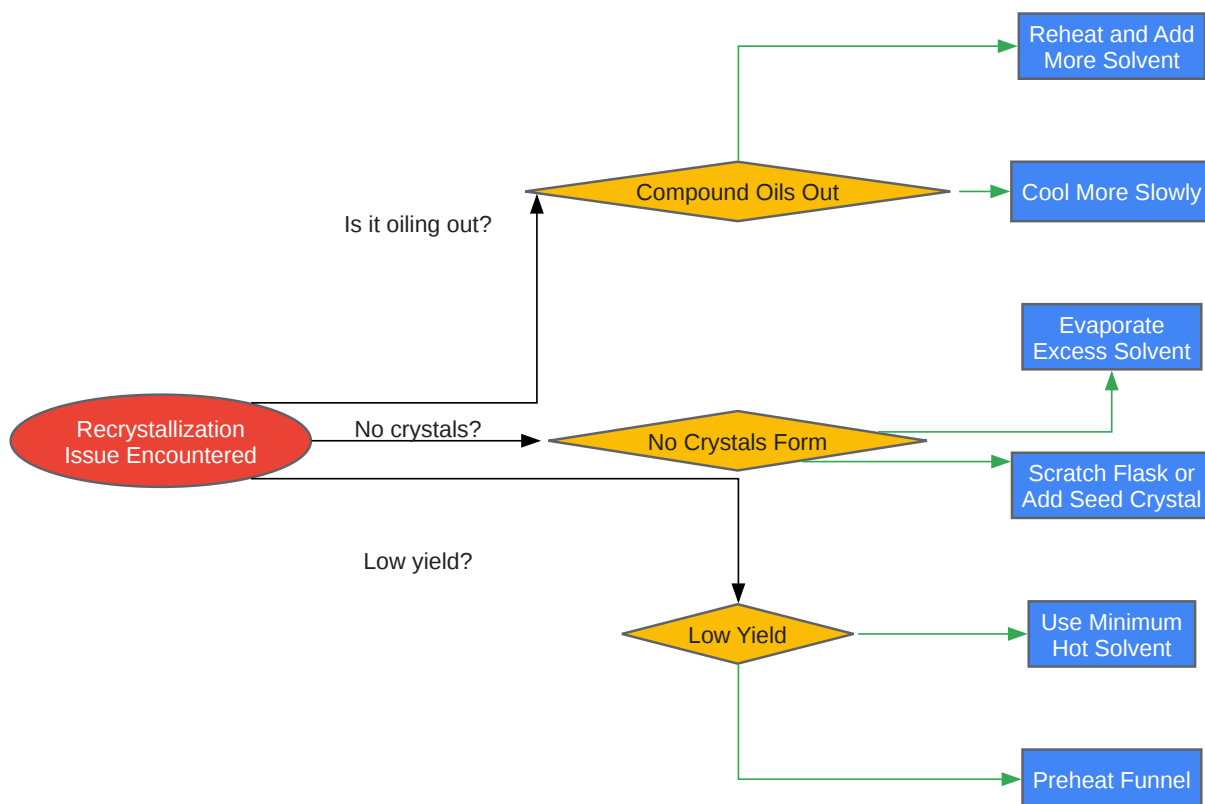 Reheat and Add
More Solvent
Compound Oils Out
Cool More Slowly
Is it oiling out?
Evaporate
Excess Solvent
Recrystallization
Issue Encountered
No crystals?
No Crystals Form
Scratch Flask or
Add Seed Crystal
Low yield?
Low Yield
Use Minimum
Hot Solvent
Preheat Funnel